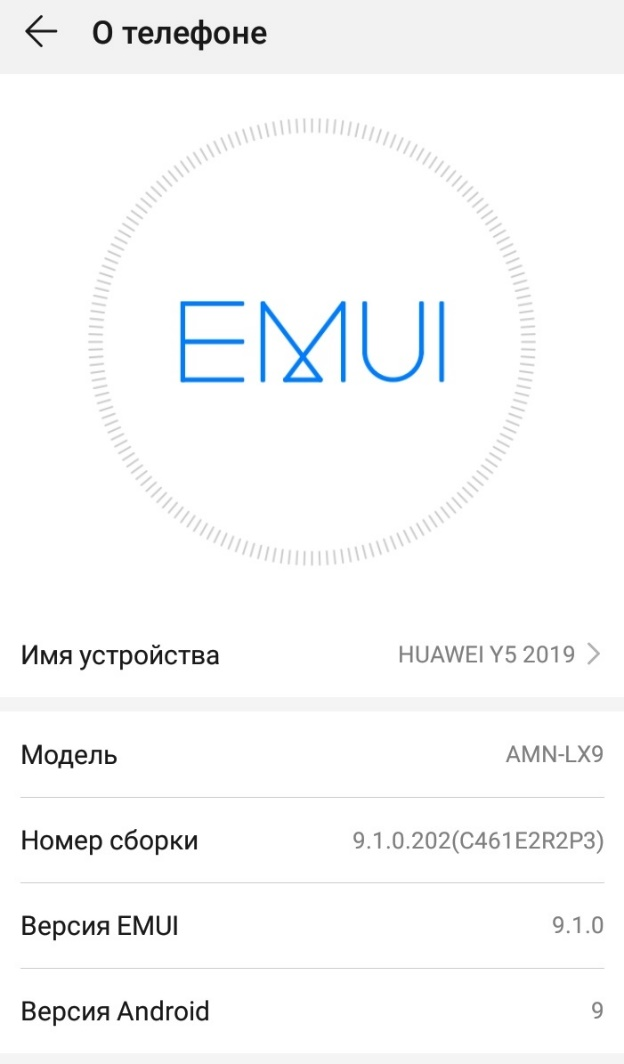 О телефоне
EMUI
Имя устройства HUAWEI Y5 2019
Модель AMN-LX9
Номер сборки 9.1.0.202(C461E2R2P3)
Версия EMUI 9.1.0
Версия Android 9